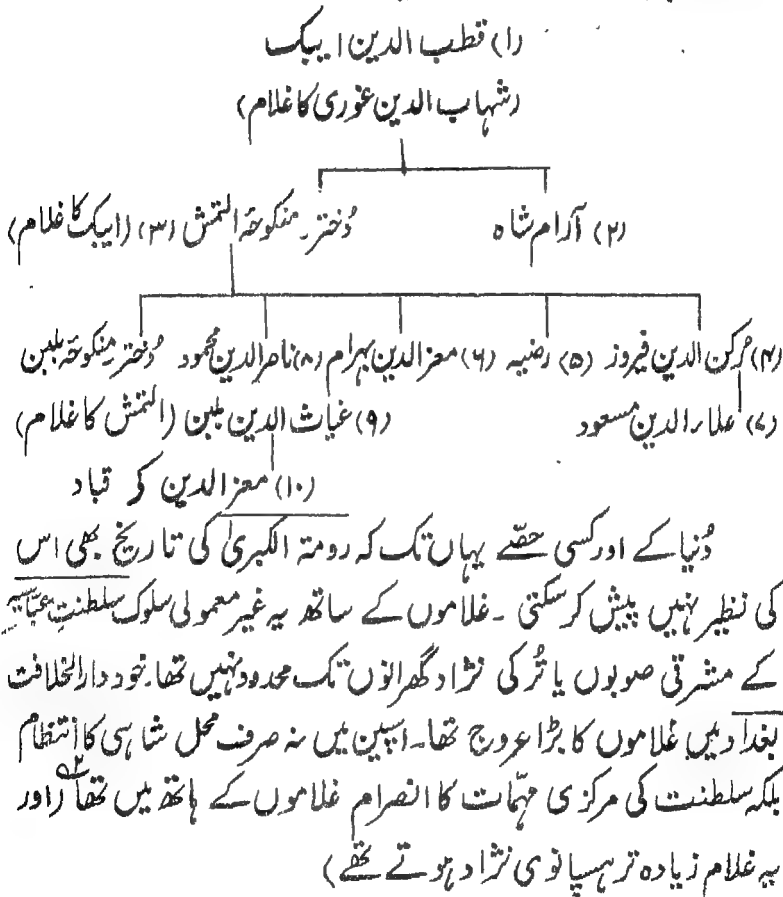 (۱) قطب الدین ایبک
(شہاب الدین غوری کا غلام)
(۲) آرام شاہ دُختر۔ منکوحۂ التمش (۳) (ایبک کا غلام)
(۴) رکن الدین فیروز (۵) رضیہ (۶) معزالدین بہرام (۸) ناصرالدین محمود دُختر۔ منکوحۂ بلبن
(۷) علاء الدین مسعود (۹) غیاث الدین بلبن (التمش کا غلام)
(۱۰) معزالدین کے قباد
دُنیا کے اور کسی حصّے یہاں تک کہ رومۃ الکبریٰ کی تاریخ بھی اس
کی نظیر نہیں پیش کرسکتی ۔ غلاموں کے ساتھ یہ غیر معمولی سلوک سلطنتِ عباسیہ
کے مشرقی صوبوں یا تُرکی نژاد گھرانوں تک محدود نہیں تھا۔ خود دارالخلافت
بغداد میں غلاموں کا بڑا عروج تھا۔ اسپین میں نہ صرف محل شاہی کا انتظام
بلکہ سلطنت کی مرکزی مہّمات کا انصرام غلاموں کے ہاتھ میں تھا (اور
یہ غلام زیادہ تر ہسپانوی نژاد ہوتے تھے)